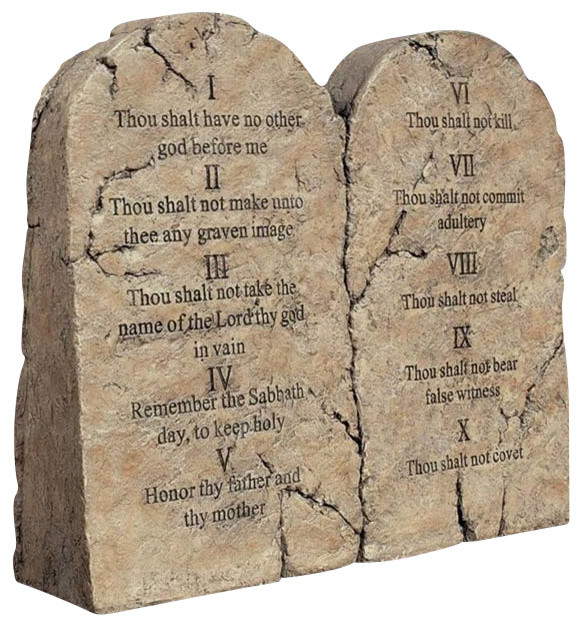 I
Thou shalt have no other
god before me
II
Thou shalt not make unto
thee any graven image
III
Thou shalt not take the
name of the Lord thy god
in vain
IV
Remember the Sabbath
day, to keep holy
V
Honor thy father and
thy mother
VI
Thou shalt not kill
VII
Thou shalt not commit
adultery
VIII
Thou shalt not steal
IX
Thou shalt not bear
false witness
X
Thou shalt not covet